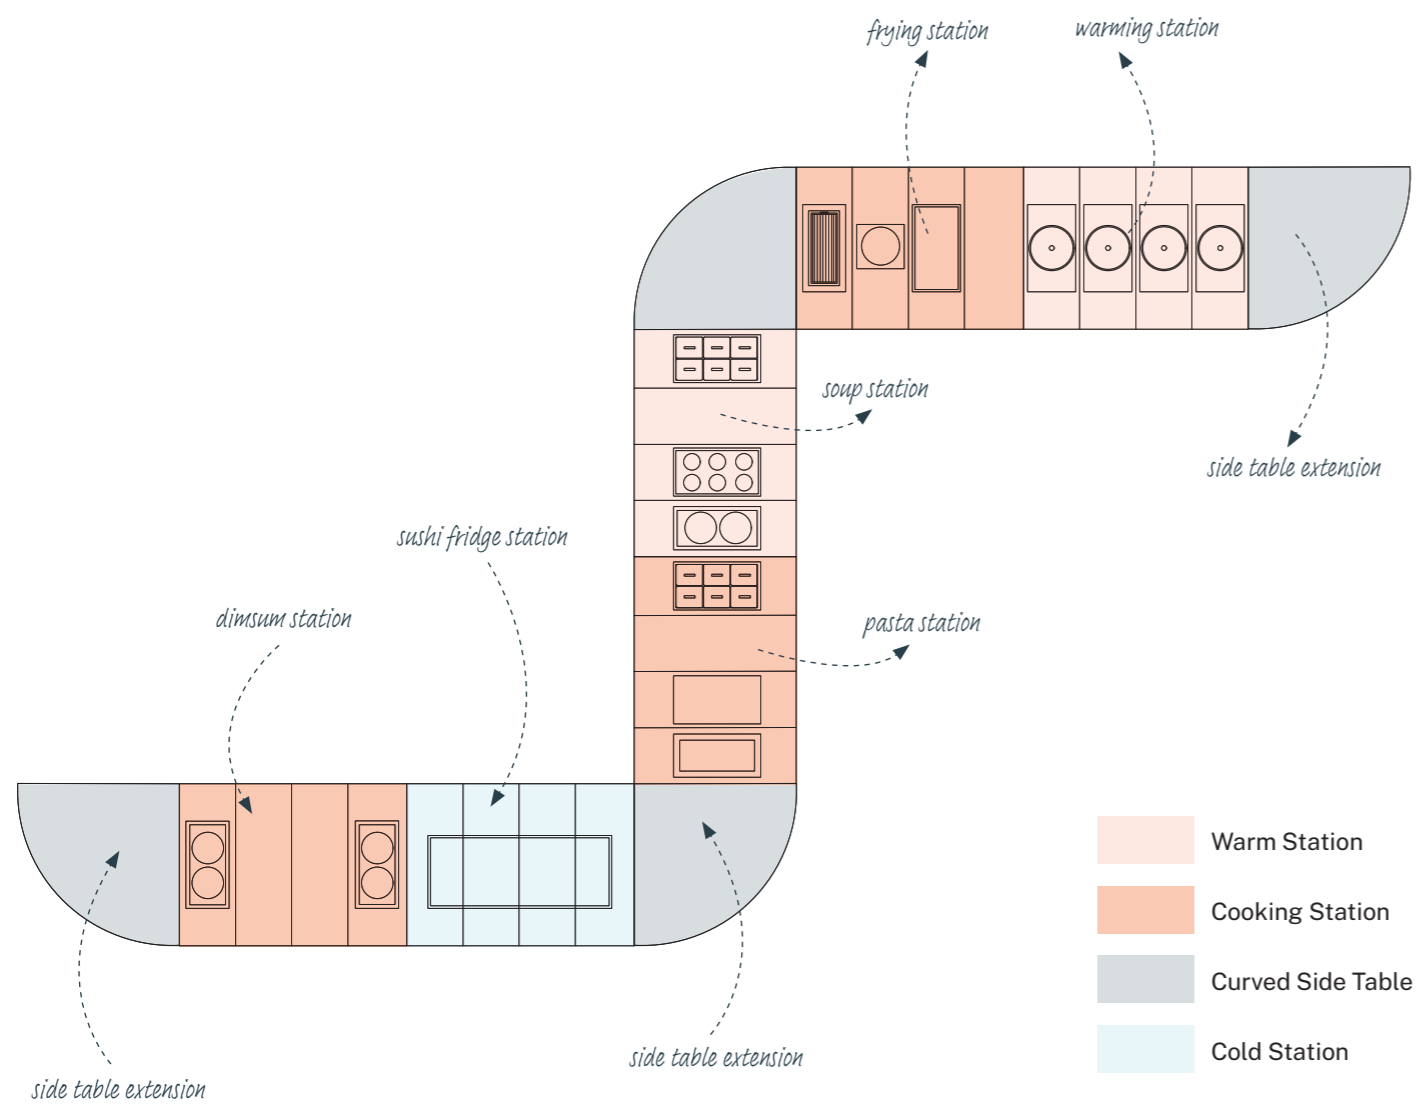 frying station
warming station
soup station
side table extension
sushi fridge station
dimsum station
pasta station
Warm Station
Cooking Station
Curved Side Table
Cold Station
side table extension
side table extension